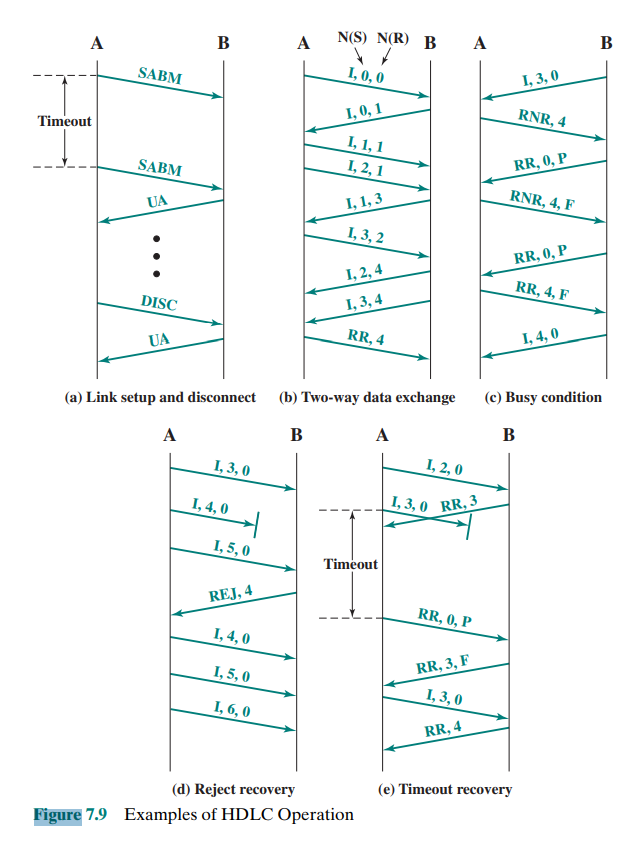 A B A N(S) N(R) B A B
SABM
Timeout
SABM
UA
DISC
UA
I, 0, 0
I, 0, 1
I, 1, 1
I, 2, 1
I, 1, 3
I, 3, 2
I, 2, 4
I, 3, 4
RR, 4
I, 3, 0
RNR, 4
RR, 0, P
RNR, 4, F
RR, 0, P
RR, 4, F
I, 4, 0
(a) Link setup and disconnect (b) Two-way data exchange (c) Busy condition
A B A B
I, 3, 0
I, 4, 0
I, 5, 0
REJ, 4
I, 4, 0
I, 5, 0
I, 6, 0
I, 2, 0
I, 3, 0 RR, 3
Timeout
RR, 0, P
RR, 3, F
I, 3, 0
RR, 4
(d) Reject recovery (e) Timeout recovery
Figure 7.9 Examples of HDLC Operation